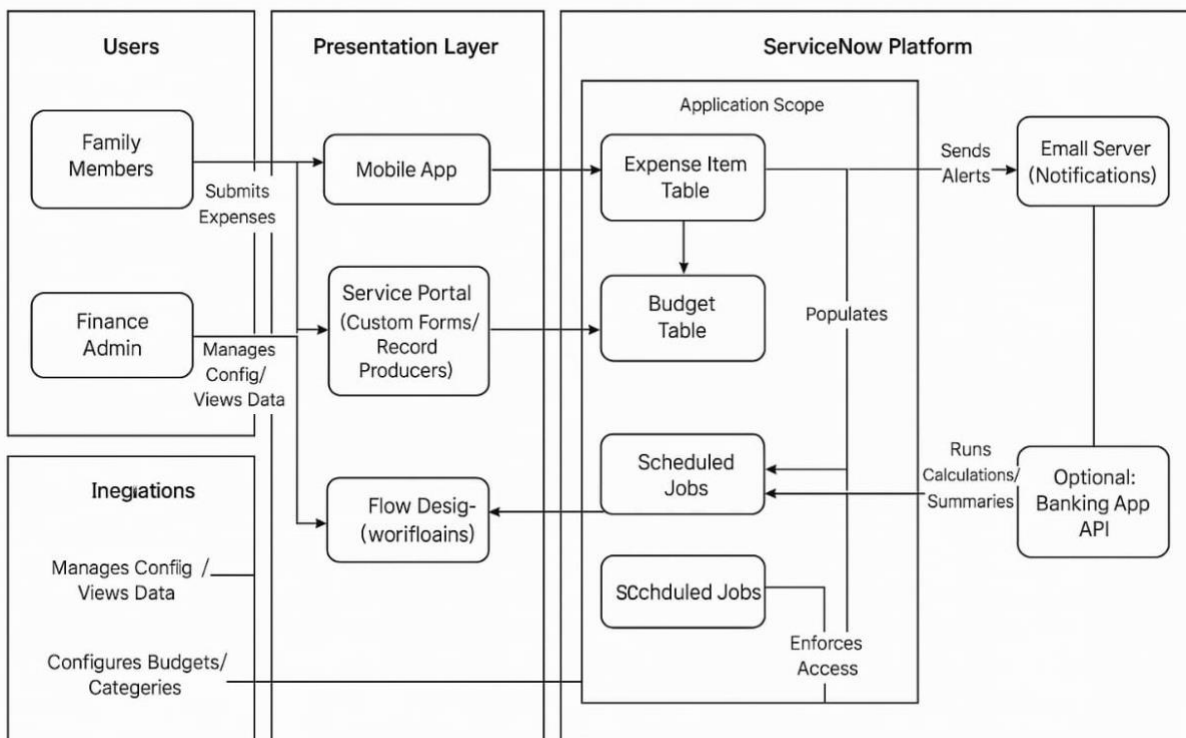 Users
Family
Members
Submits
Expenses
Finance
Admin
Manages
Config/
Views Data
Inegıations
Manages Config /
Views Data
Configures Budgets/
Categeries
Presentation Layer
Mobile App
Service Portal
(Custom Forms/
Record
Producers)
Flow Desig-
(worifloains)
ServiceNow Platform
Application Scope
Expense Item
Table
Budget
Table
Populates
Scheduled
Jobs
SCchduled Jobs
Enforces
Access
Sends
Alerts
Emall Server
(Notifications)
Runs
Calculations/
Summaries
Optional:
Banking App
API